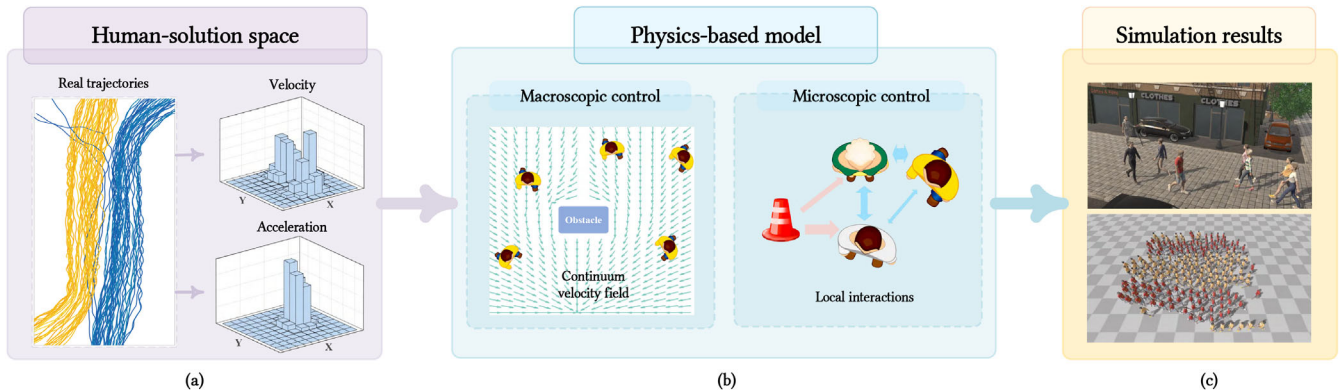 Human-solution space
Real trajectories
Velocity
Y
X
Acceleration
Y
X
(a)
Physics-based model
Macroscopic control
Obstacle
Continuum
velocity field
Microscopic control
Local interactions
(b)
Simulation results
CLOTHES
CLOTHES
(c)